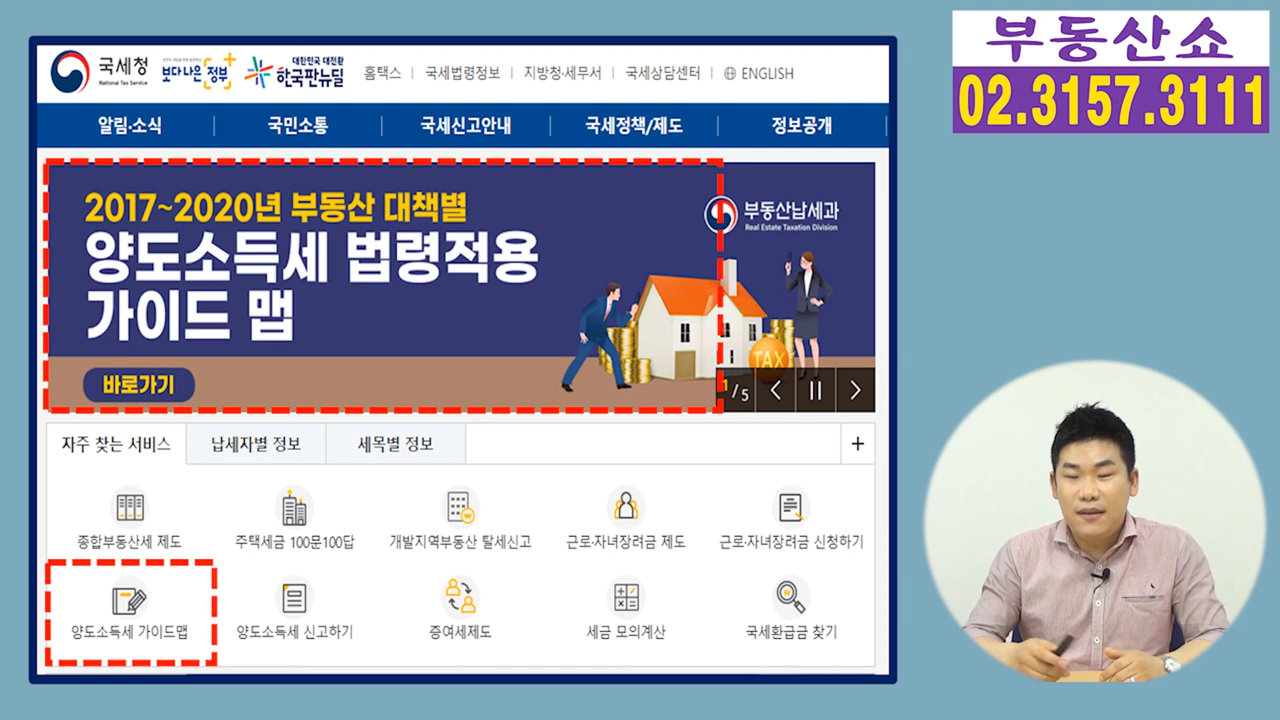 부동산쇼
02.3157.3111
국세청
National Tax Service
보다나은 정부
대한민국 대전환
한국판뉴딜
홈택스 | 국세법령정보 | 지방청·세무서 | 국세상담센터 | ENGLISH
알림·소식 | 국민소통 | 국세신고안내 | 국세정책/제도 | 정보공개
2017~2020년 부동산 대책별
양도소득세 법령적용
가이드 맵
바로가기
부동산납세과
Real Estate Taxation Division
TAX
1/5
자주 찾는 서비스 납세자별 정보 세목별 정보 +
종합부동산세 제도 주택세금 100문100답 개발지역부동산 탈세신고 근로·자녀장려금 제도 근로·자녀장려금 신청하기
양도소득세 가이드맵 양도소득세 신고하기 증여세제도 세금 모의계산 국세환급금 찾기